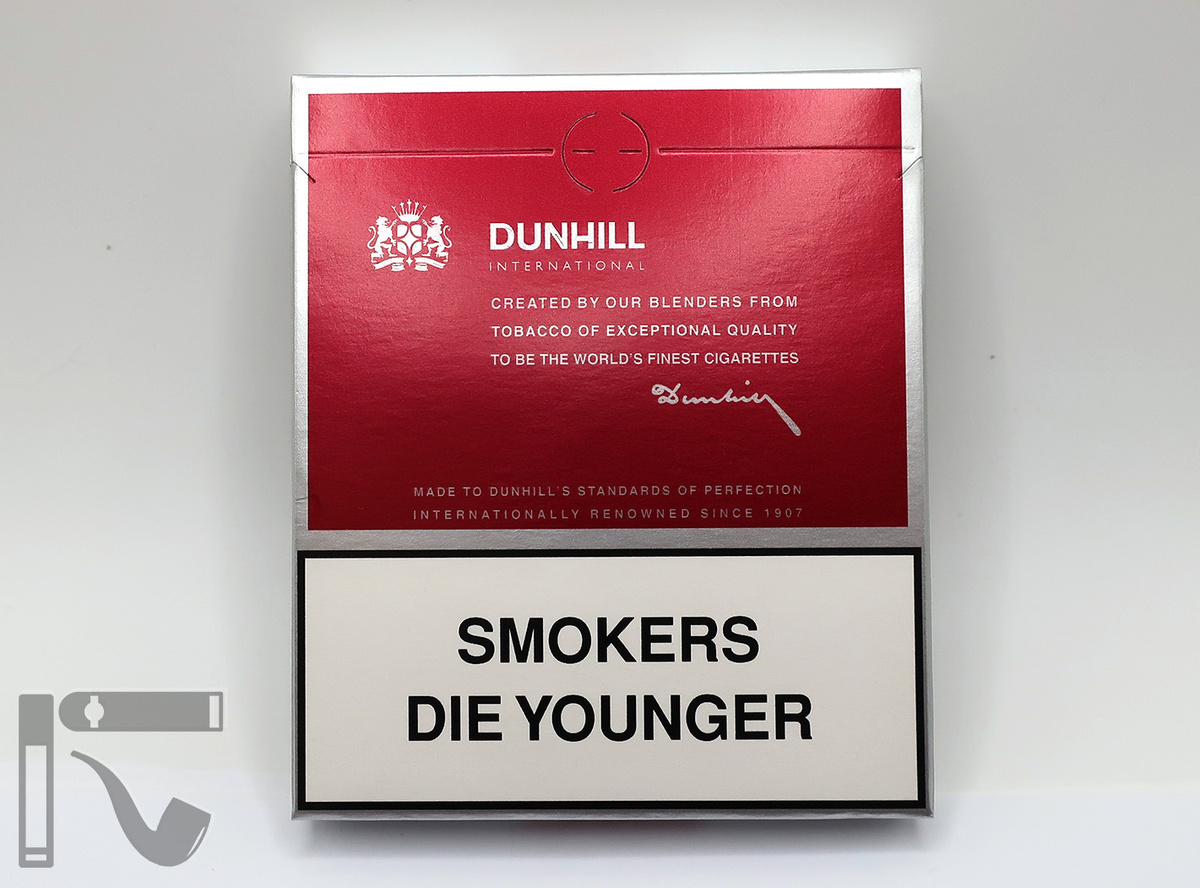 DUNHILL
INTERNATIONAL
CREATED BY OUR BLENDERS FROM
TOBACCO OF EXCEPTIONAL QUALITY
TO BE THE WORLD'S FINEST CIGARETTES
Dunhill
MADE TO DUNHILL'S STANDARDS OF PERFECTION
INTERNATIONALLY RENOWNED SINCE 1907
SMOKERS
DIE YOUNGER